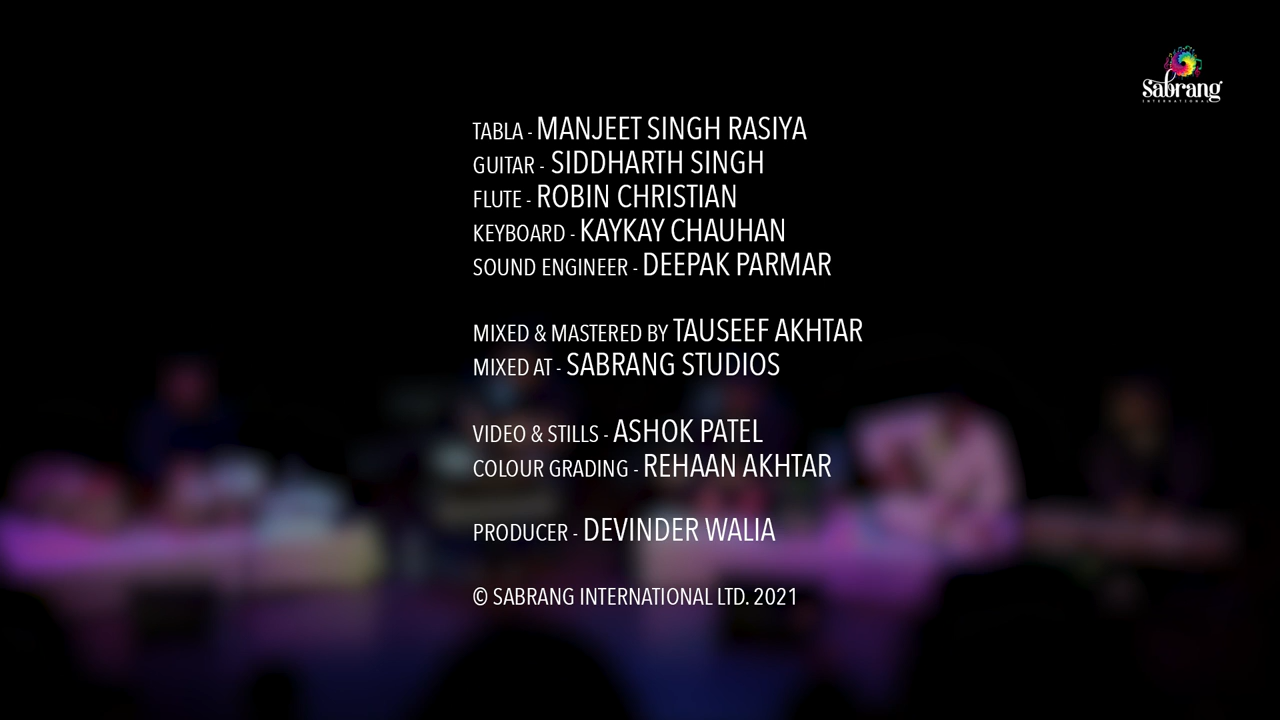 Sabrang
INTERNATIONAL
TABLA - MANJEET SINGH RASIYA
GUITAR - SIDDHARTH SINGH
FLUTE - ROBIN CHRISTIAN
KEYBOARD - KAYKAY CHAUHAN
SOUND ENGINEER - DEEPAK PARMAR
MIXED & MASTERED BY TAUSEEF AKHTAR
MIXED AT - SABRANG STUDIOS
VIDEO & STILLS - ASHOK PATEL
COLOUR GRADING - REHAAN AKHTAR
PRODUCER - DEVINDER WALIA
© SABRANG INTERNATIONAL LTD. 2021